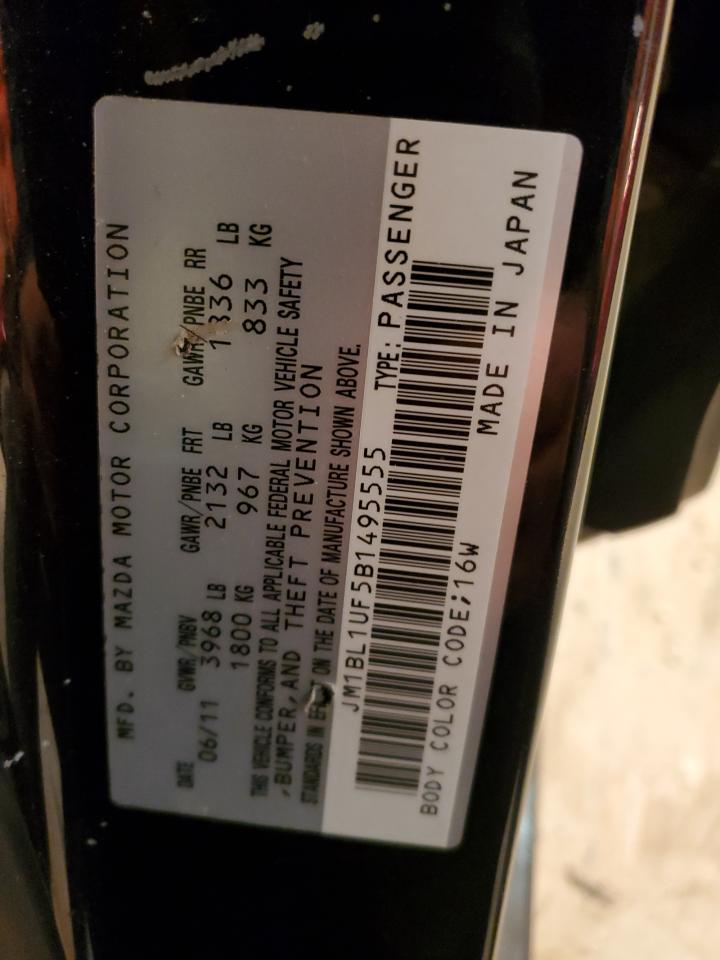 MFD. BY MAZDA MOTOR CORPORATION
DATE GVWR/PNBV GAWR/PNBE FRT GAWR/PNBE RR
06/11 3968 LB 2132 LB 1836 LB
1800 KG 967 KG 833 KG
THIS VEHICLE CONFORMS TO ALL APPLICABLE FEDERAL MOTOR VEHICLE SAFETY
,BUMPER,AND THEFT PREVENTION
STANDARDS IN EFFECT ON THE DATE OF MANUFACTURE SHOWN ABOVE.
JM1BL1UF5B1495555 TYPE: PASSENGER
BODY COLOR CODE;16W MADE IN JAPAN